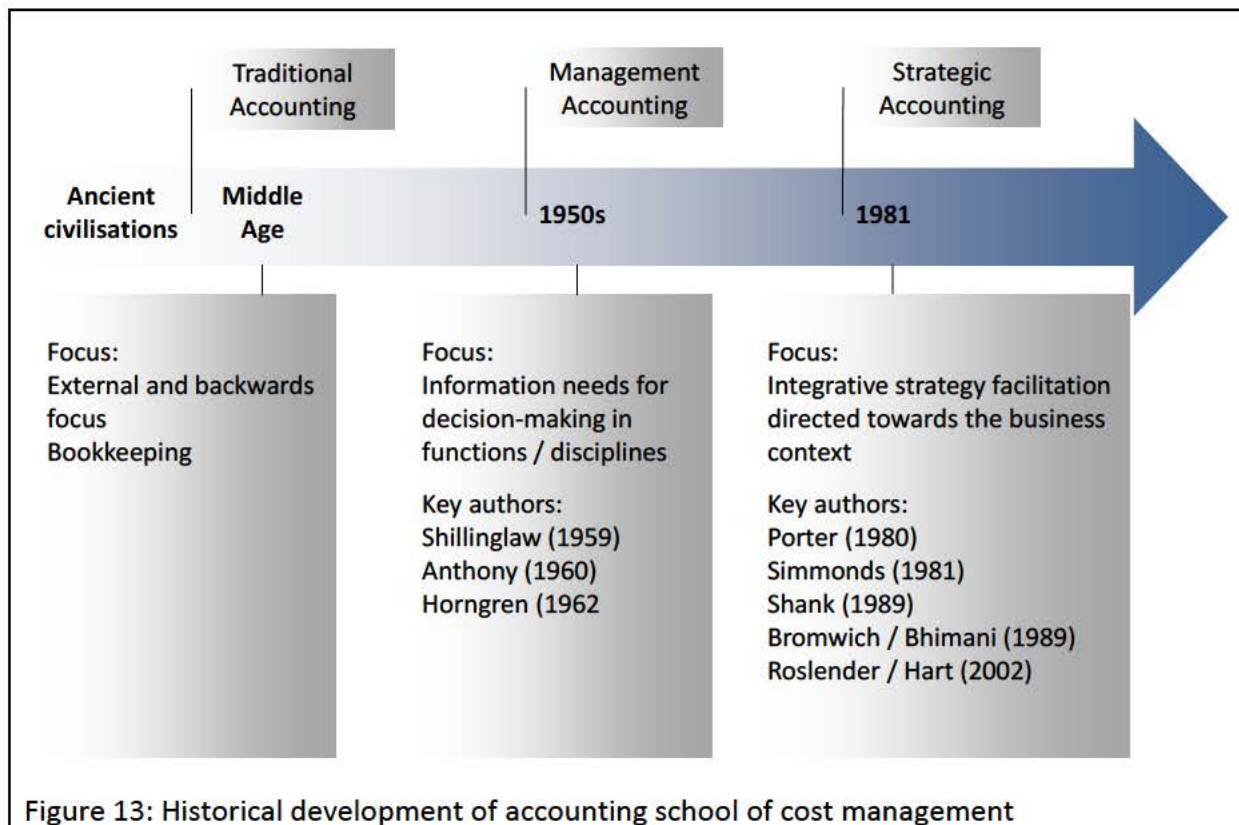 Traditional
Accounting
Management
Accounting
Strategic
Accounting
Ancient
civilisations
Middle
Age
1950s
1981
Focus:
External and backwards
focus
Bookkeeping
Focus:
Information needs for
decision-making in
functions / disciplines
Key authors:
Shillinglaw (1959)
Anthony (1960)
Horngren (1962
Focus:
Integrative strategy facilitation
directed towards the business
context
Key authors:
Porter (1980)
Simmonds (1981)
Shank (1989)
Bromwich / Bhimani (1989)
Roslender / Hart (2002)
Figure 13: Historical development of accounting school of cost management